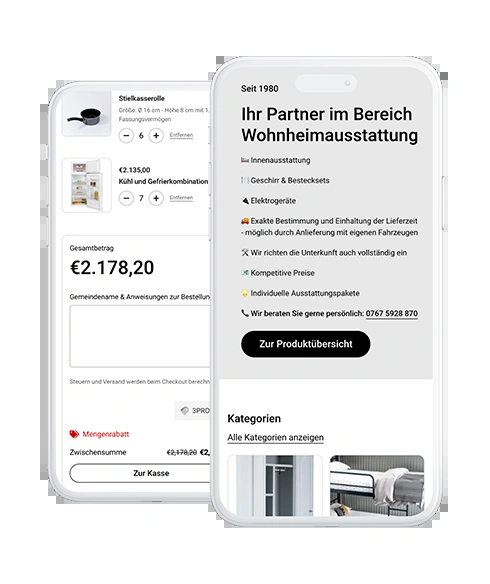 Stielkasserolle
Größe: Ø 16 cm - Höhe 8 cm mit 1.
Fassungsvermögen
6
Entfernen
€2.135,00
Kühl und Gefrierkombination
7
Entfernen
Gesamtbetrag
€2.178,20
Gemeindename & Anweisungen zur Bestellun
Steuern und Versand werden beim Checkout berechn
3PRO
Mengenrabatt
Zwischensumme €2,178,20 €2,
Zur Kasse
Seit 1980
Ihr Partner im Bereich
Wohnheimausstattung
Innenausstattung
Geschirr & Bestecksets
Elektrogeräte
Exakte Bestimmung und Einhaltung der Lieferzeit
- möglich durch Anlieferung mit eigenen Fahrzeugen
Wir richten die Unterkunft auch vollständig ein
Kompetitive Preise
Individuelle Ausstattungspakete
Wir beraten Sie gerne persönlich: 0767 5928 870
Zur Produktübersicht
Kategorien
Alle Kategorien anzeigen